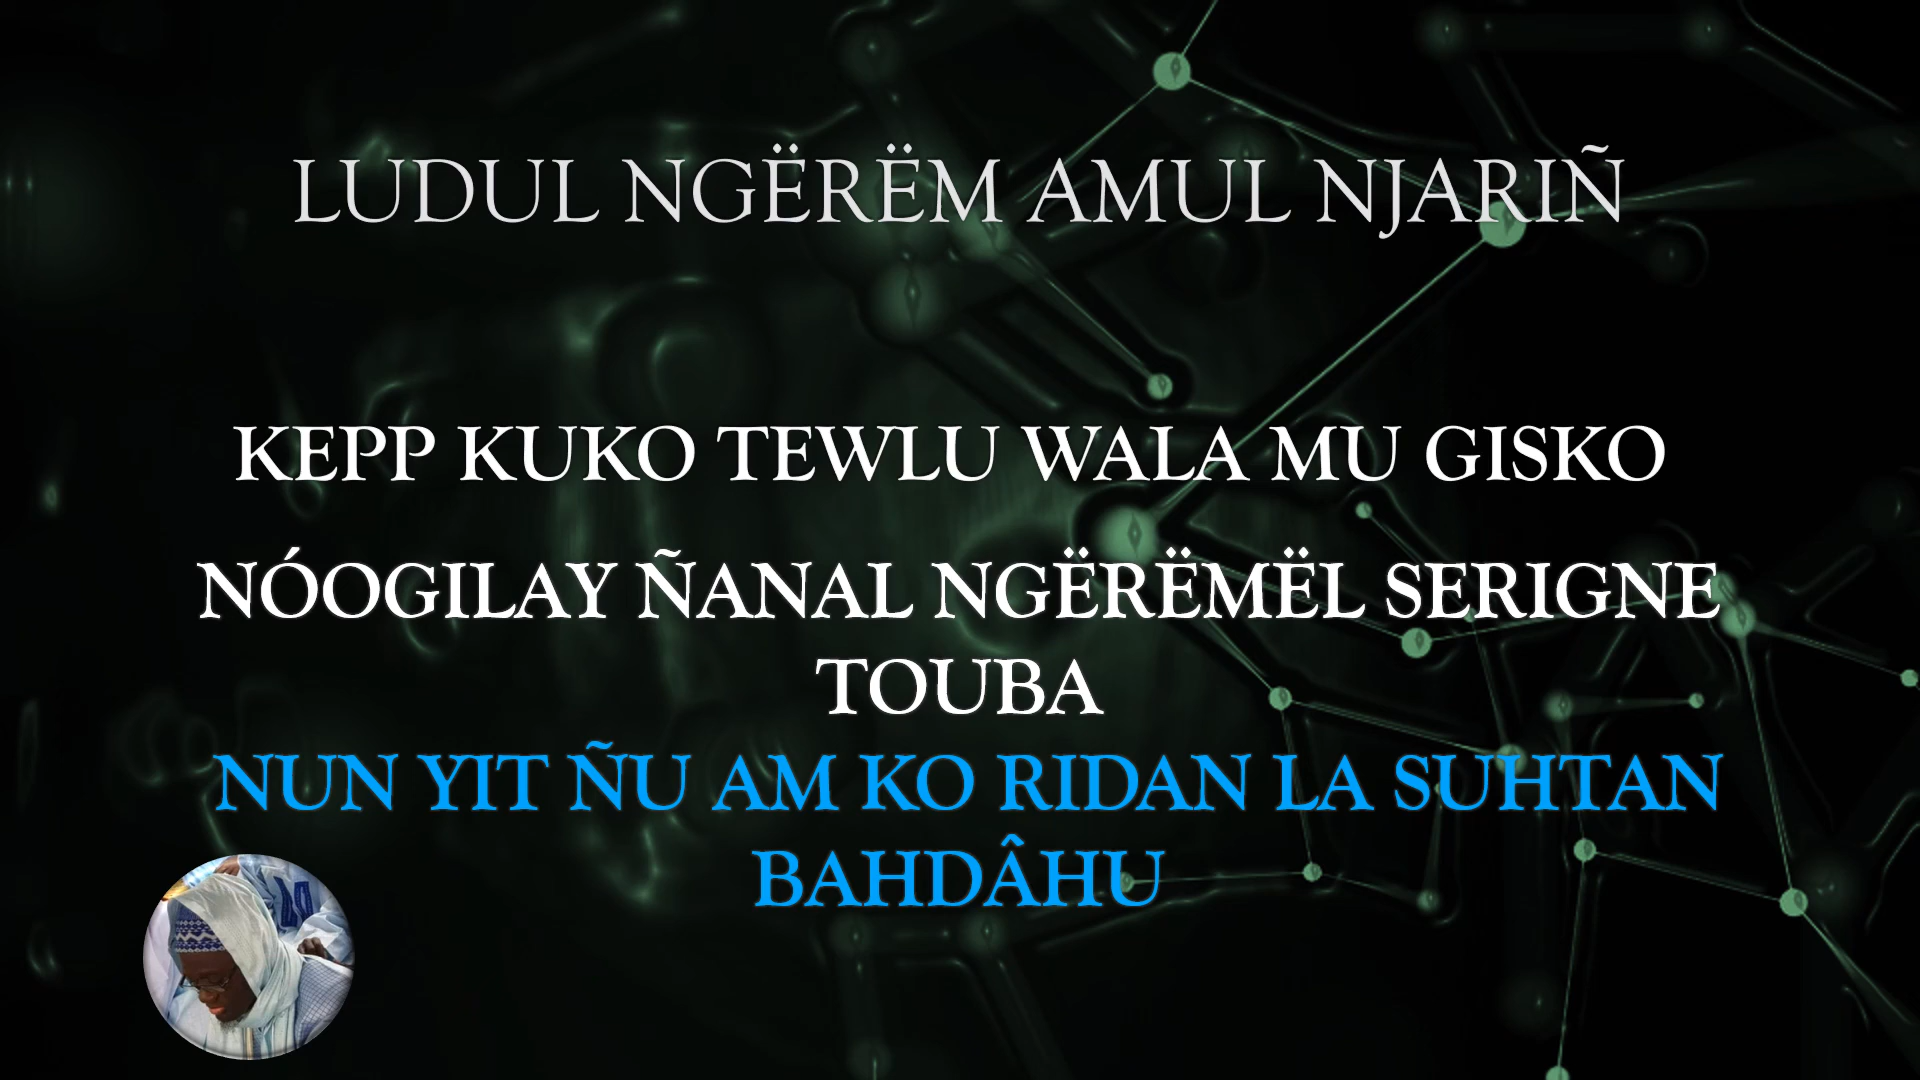 LUDUL NGËRËM AMUL NJARIÑ
KEPP KUKO TEWLU WALA MU GISKO
NÓOGILAY ÑANAL NGËRËMËL SERIGNE
TOUBA
NUN YIT ÑU AM KO RIDAN LA SUHTAN
BAHDÂHU